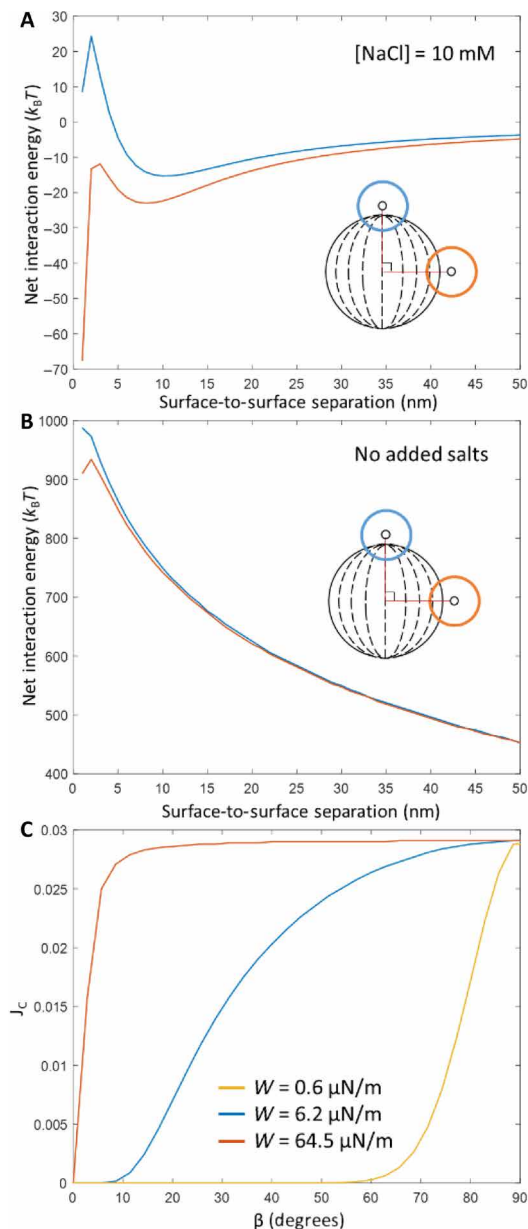 A
[NaCl] = 10 mM
Net interaction energy (kBT)
30
20
10
0
−10
−20
−30
−40
−50
−60
−70
0 5 10 15 20 25 30 35 40 45 50
Surface-to-surface separation (nm)
B
No added salts
Net interaction energy (kBT)
1000
900
800
700
600
500
400
0 5 10 15 20 25 30 35 40 45 50
Surface-to-surface separation (nm)
C
JC
0.03
0.025
0.02
0.015
0.01
0.005
0
W = 0.6 μN/m
W = 6.2 μN/m
W = 64.5 μN/m
0 10 20 30 40 50 60 70 80 90
β (degrees)